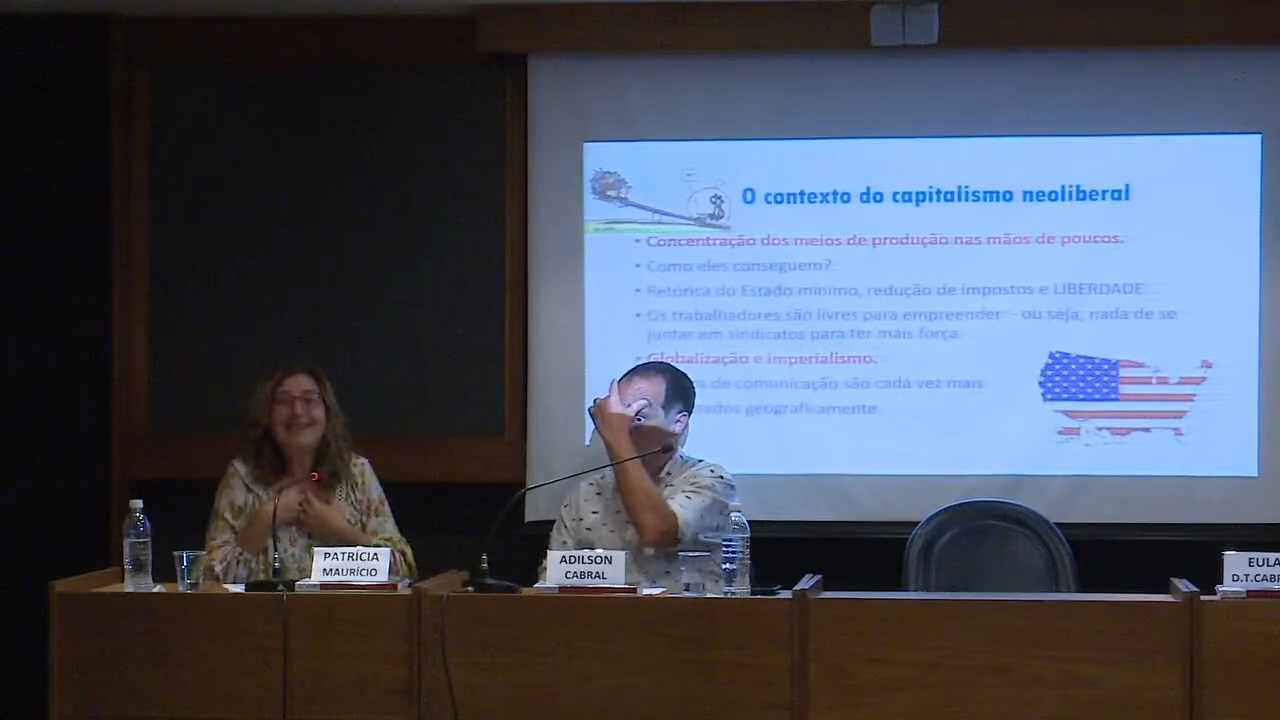 O contexto do capitalismo neoliberal
• Concentração dos meios de produção nas mãos de poucos.
• Como eles conseguem?
• Retórica do Estado mínimo, redução de impostos e LIBERDADE...
• Os trabalhadores são livres para empreender - ou seja, nada de se
juntar em sindicatos para ter mais força.
• Globalização e imperialismo.
de comunicação são cada vez mais
geograficamente.
PATRÍCIA
MAURÍCIO
ADILSON
CABRAL
EULA
D.T.CABR